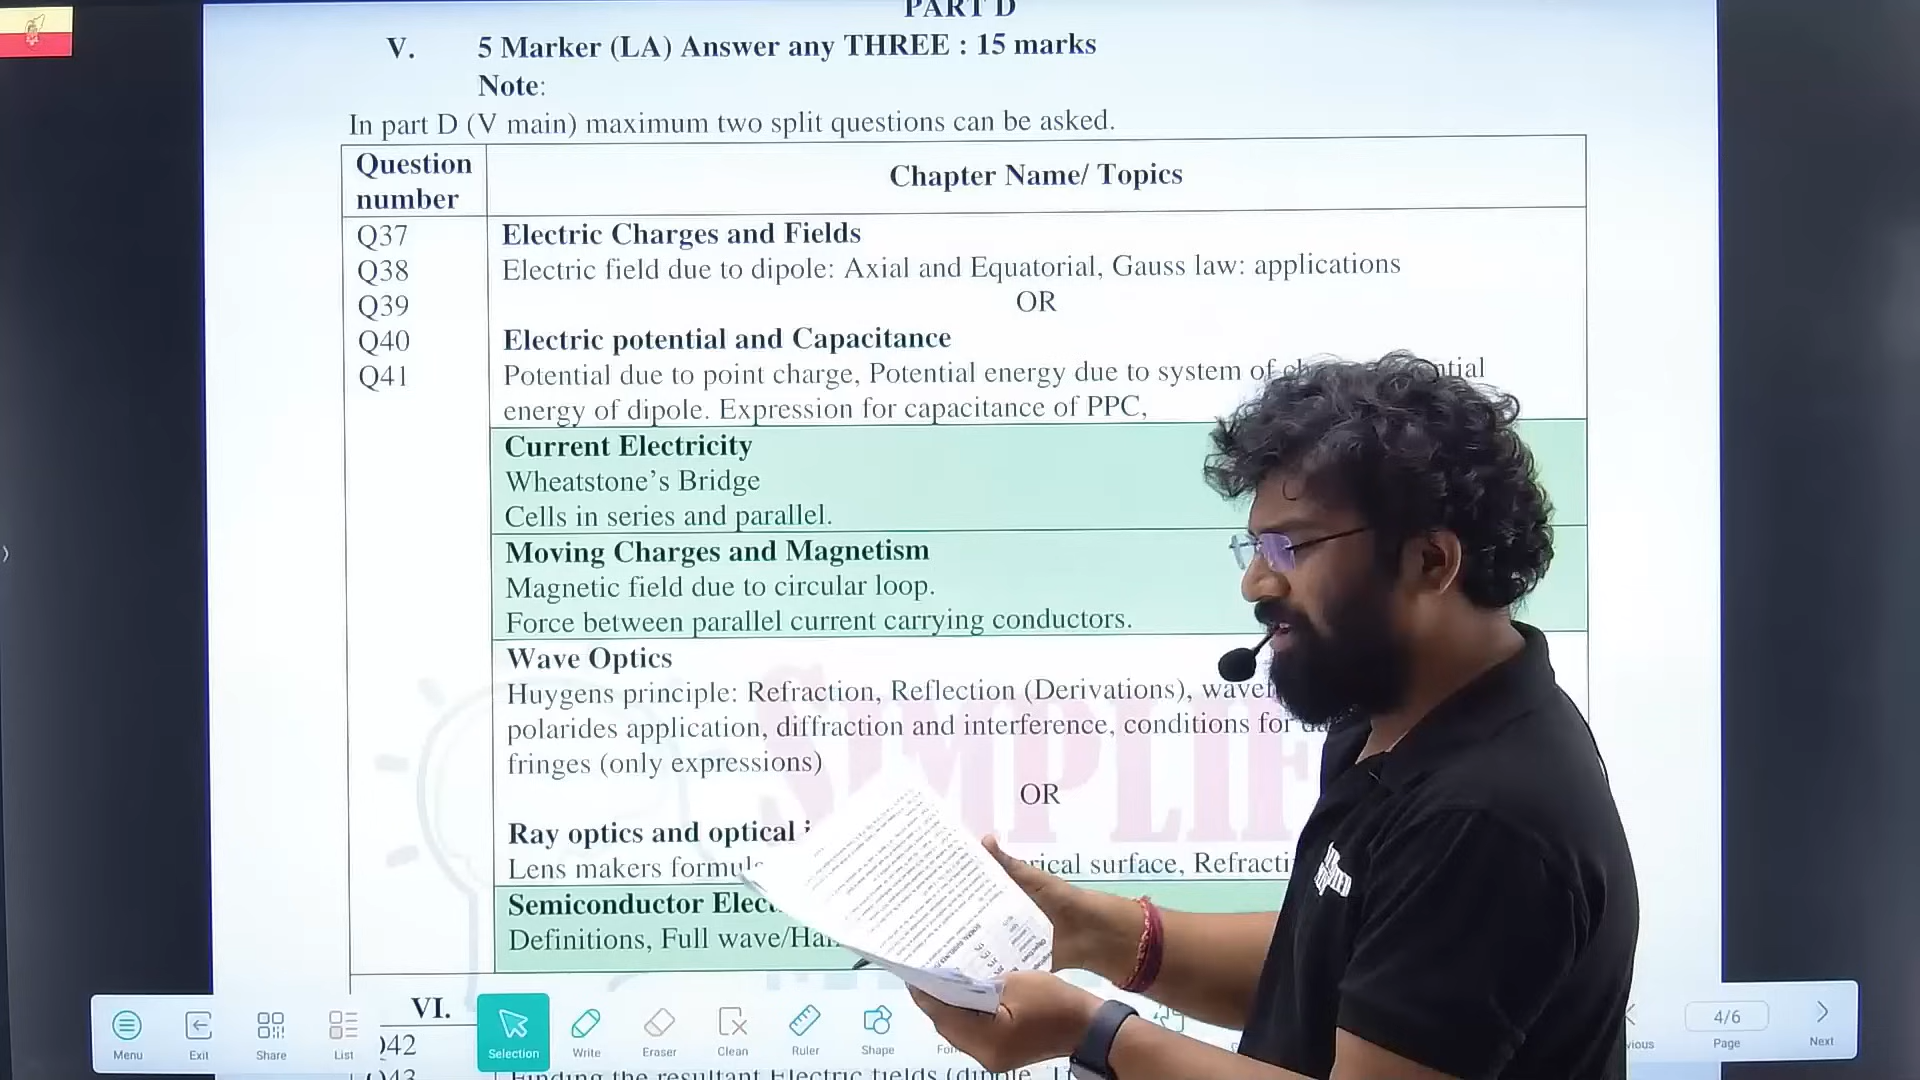 PART D
V. 5 Marker (LA) Answer any THREE : 15 marks
Note:
In part D (V main) maximum two split questions can be asked.
Question number
Chapter Name/ Topics
Q37
Q38
Q39
Q40
Q41
Electric Charges and Fields
Electric field due to dipole: Axial and Equatorial, Gauss law: applications
OR
Electric potential and Capacitance
Potential due to point charge, Potential energy due to system of
energy of dipole. Expression for capacitance of PPC,
Current Electricity
Wheatstone's Bridge
Cells in series and parallel.
Moving Charges and Magnetism
Magnetic field due to circular loop.
Force between parallel current carrying conductors.
Wave Optics
Huygens principle: Refraction, Reflection (Derivations),
polarides application, diffraction and interference, conditions for
fringes (only expressions)
OR
Ray optics and optical
Lens makers surface,
Semiconductor
Definitions, Full
VI.
Menu
Exit
Share
List
Selection
Write
Eraser
Clean
Ruler
Shape
4/6
Page
Next
Finding the resultant Electric fields